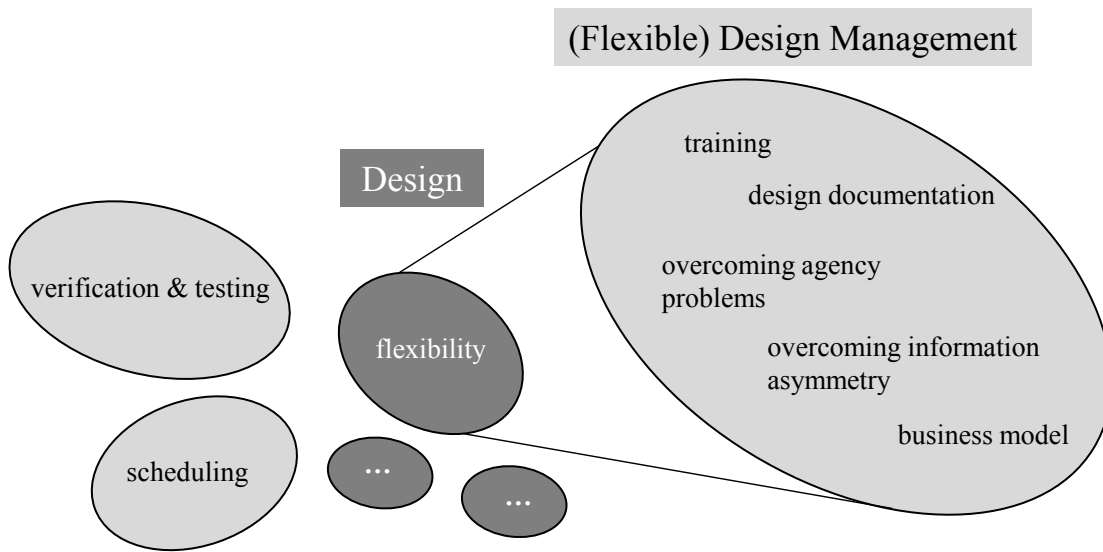 (Flexible) Design Management
training
Design
design documentation
verification & testing
overcoming agency
problems
flexibility
overcoming information
asymmetry
business model
scheduling
...
...